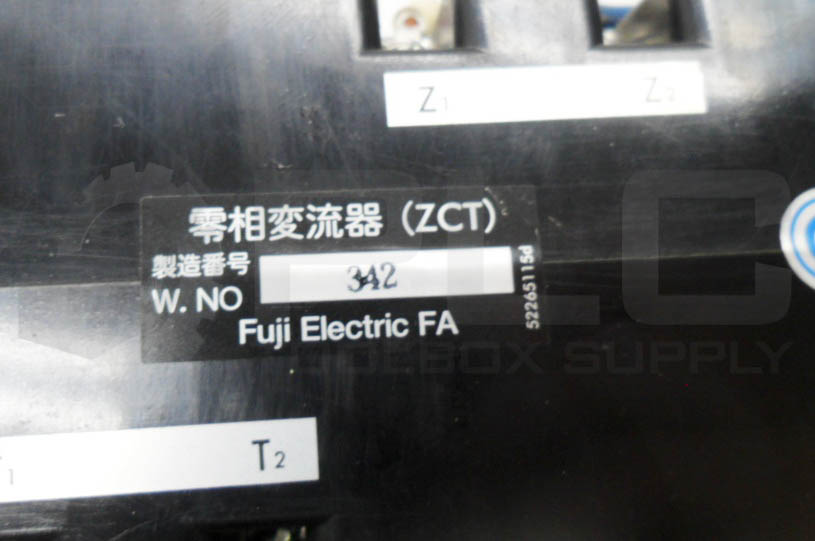 Z1 Z2
零相変流器 (ZCT)
製造番号
W. NO 342
Fuji Electric FA
52265115d
PLC
SUPPLY
T2